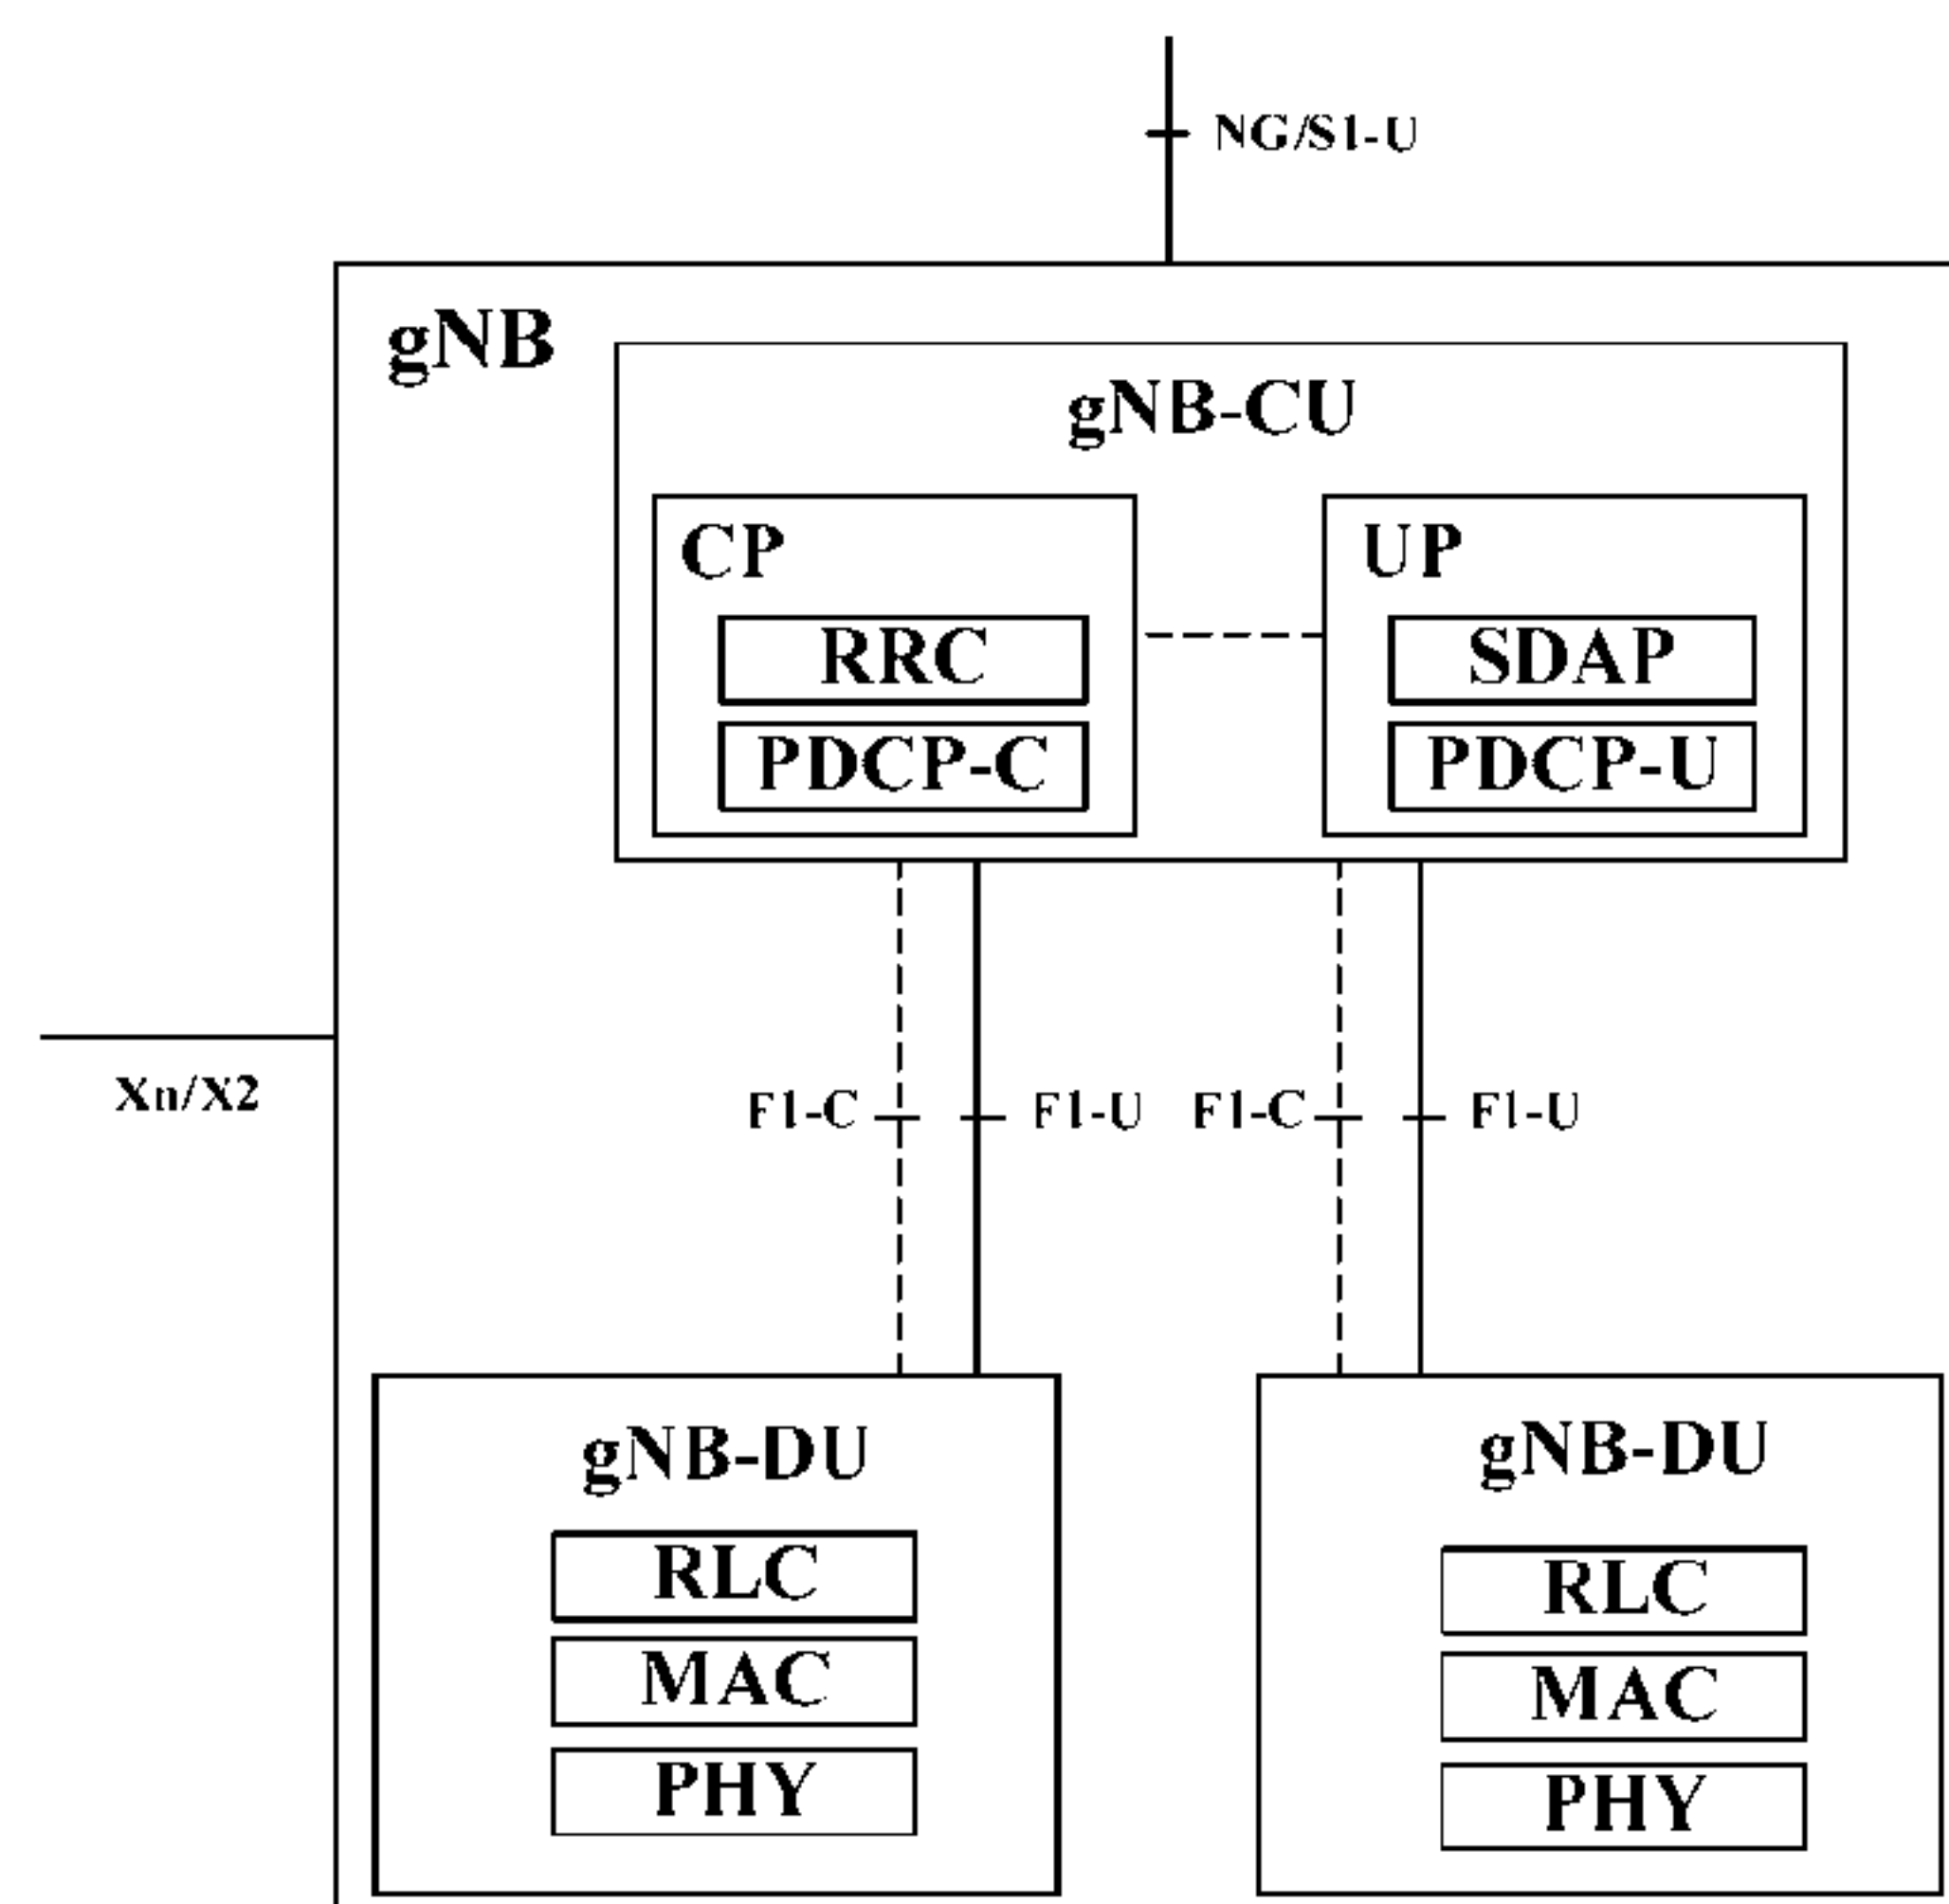 NG/S1-U
gNB
gNB-CU
CP
UP
RRC
SDAP
PDCP-C
PDCP-U
Xn/X2
F1-C
F1-U
F1-C
F1-U
gNB-DU
gNB-DU
RLC
RLC
MAC
MAC
PHY
PHY